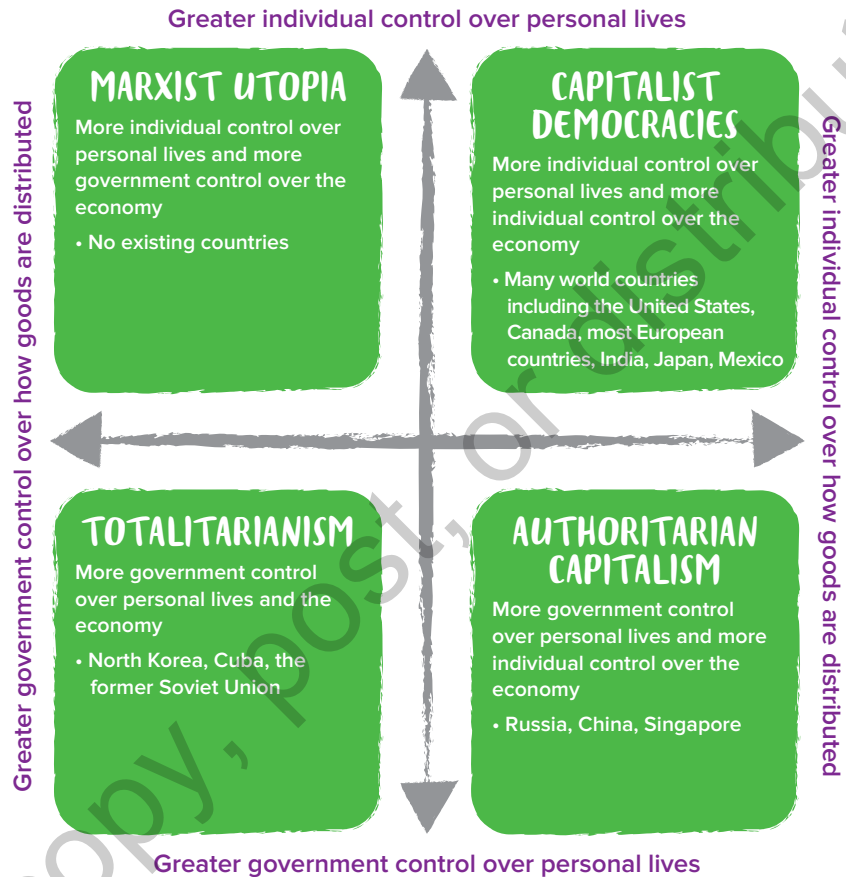 Greater individual control over personal lives
Greater government control over how goods are distributed
MARXIST UTOPIA
More individual control over
personal lives and more
government control over the
economy
• No existing countries
CAPITALIST
DEMOCRACIES
More individual control over
personal lives and more
individual control over the
economy
• Many world countries
including the United States,
Canada, most European
countries, India, Japan, Mexico
Greater individual control over how goods are distributed
TOTALITARIANISM
More government control
over personal lives and the
economy
• North Korea, Cuba, the
former Soviet Union
AUTHORITARIAN
CAPITALISM
More government control
over personal lives and more
individual control over the
economy
• Russia, China, Singapore
Greater government control over personal lives
copy, post, or distribu